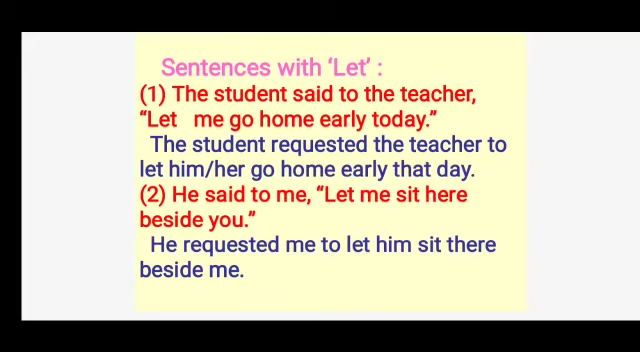 Sentences with ‘Let’ :
(1) The student said to the teacher,
“Let me go home early today.”
The student requested the teacher to
let him/her go home early that day.
(2) He said to me, “Let me sit here
beside you.”
He requested me to let him sit there
beside me.